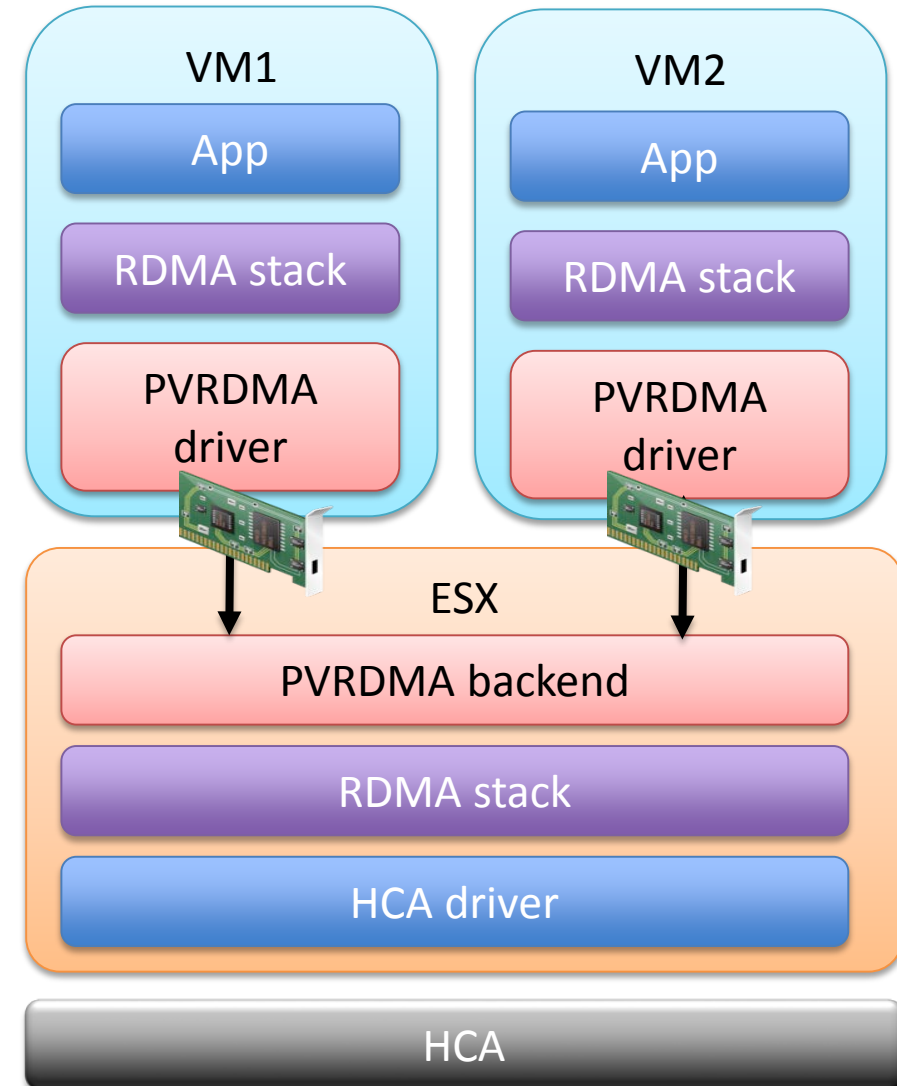 VM1
App
RDMA stack
PVRDMA
driver
VM2
App
RDMA stack
PVRDMA
driver
ESX
PVRDMA backend
RDMA stack
HCA driver
HCA